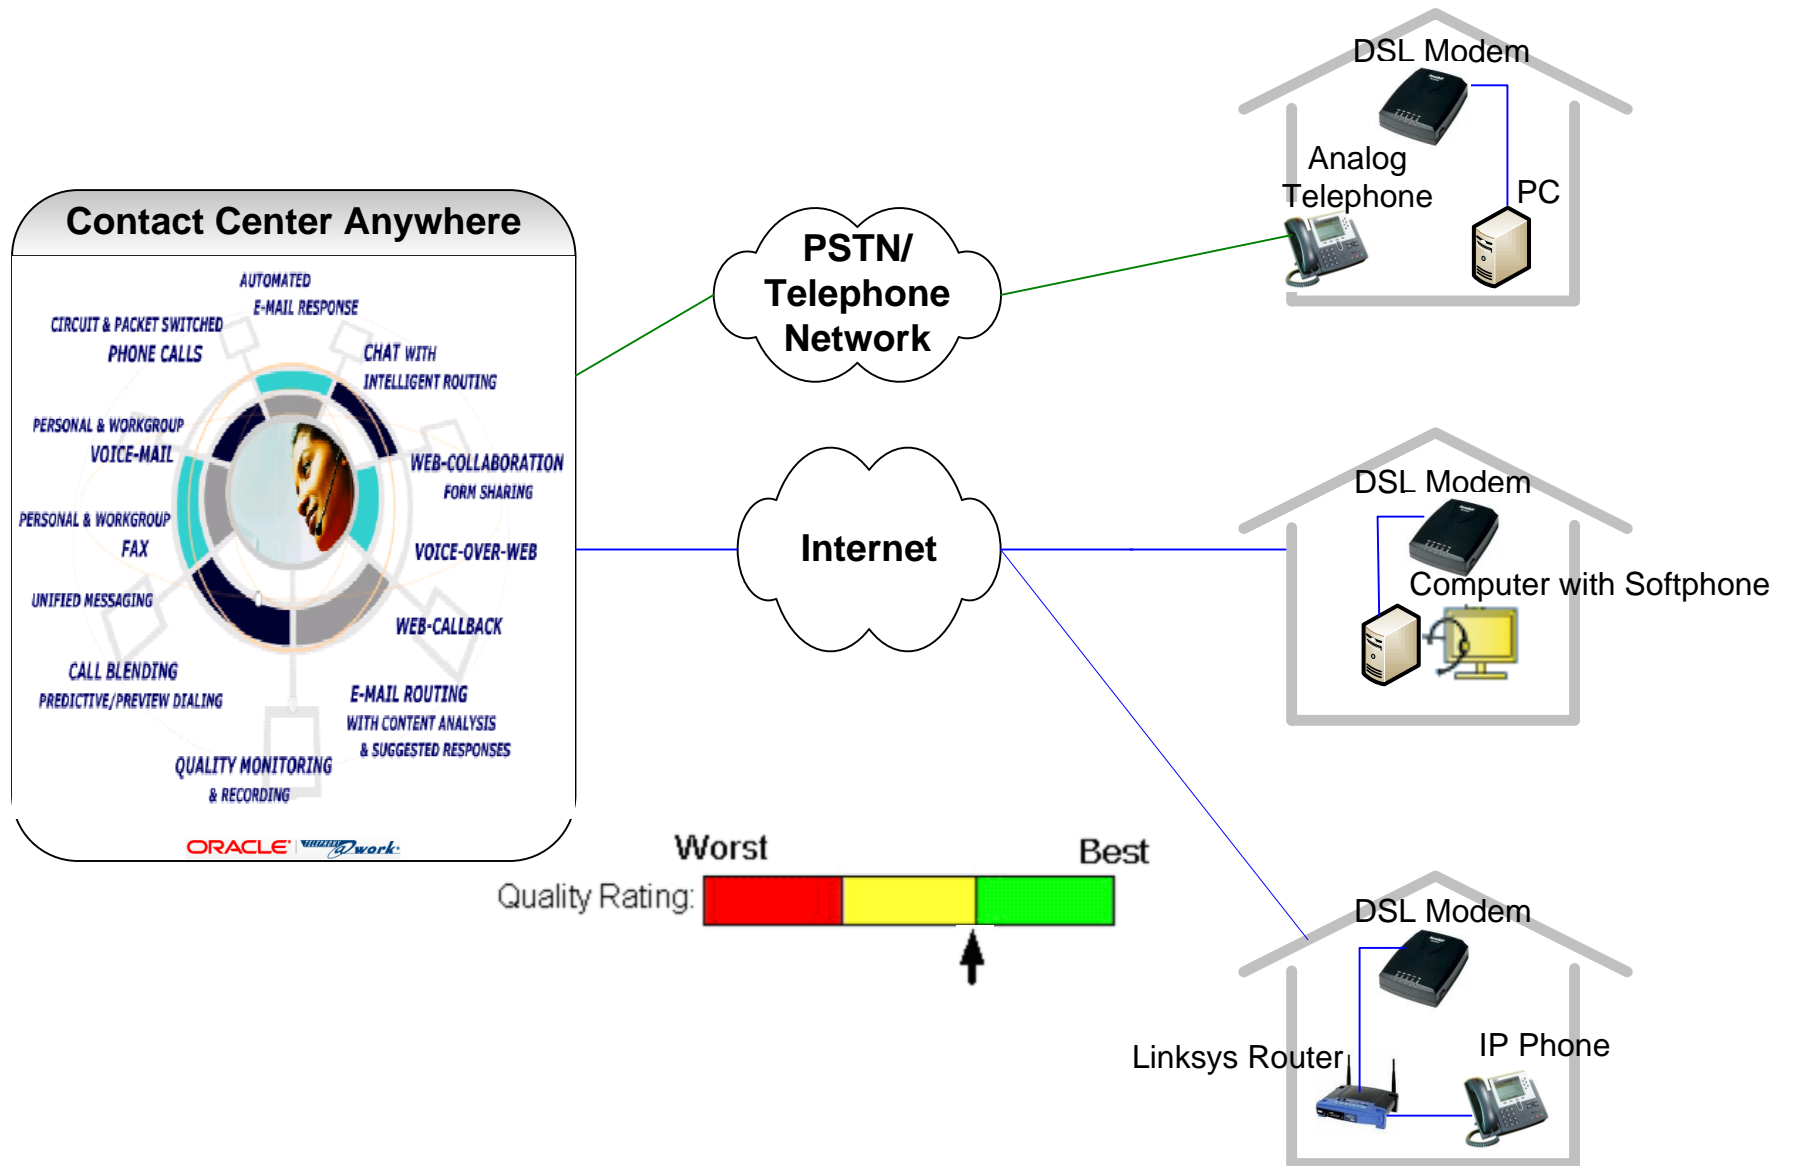 Contact Center Anywhere
AUTOMATED
E-MAIL RESPONSE
CIRCUIT & PACKET SWITCHED
PHONE CALLS
CHAT WITH
INTELLIGENT ROUTING
PERSONAL & WORKGROUP
VOICE-MAIL
WEB-COLLABORATION
FORM SHARING
PERSONAL & WORKGROUP
FAX
VOICE-OVER-WEB
UNIFIED MESSAGING
WEB-CALLBACK
CALL BLENDING
PREDICTIVE/PREVIEW DIALING
E-MAIL ROUTING
WITH CONTENT ANALYSIS
& SUGGESTED RESPONSES
QUALITY MONITORING
& RECORDING
ORACLE
@work
PSTN/
Telephone
Network
Internet
Worst
Best
Quality Rating:
DSL Modem
Analog
Telephone
PC
DSL Modem
Computer with Softphone
DSL Modem
Linksys Router
IP Phone